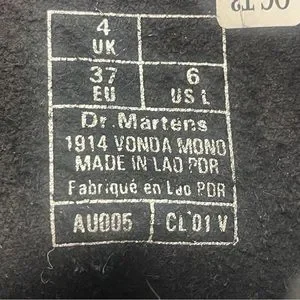 4
UK
37
EU
6
US L
Dr. Martens
1914 VONDA MONO
MADE IN LAO PDR
Fabriqué en Lao PDR
AU005
CL 01 V